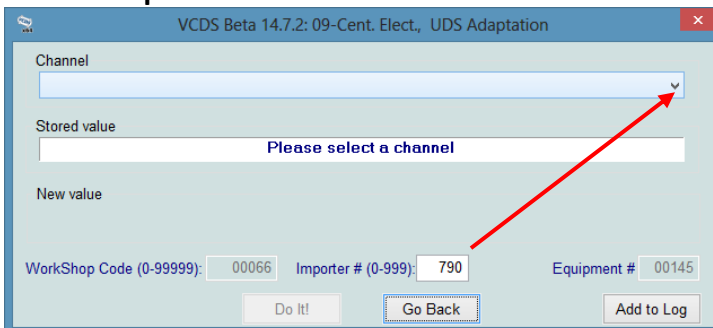 VCDS Beta 14.7.2: 09-Cent. Elect., UDS Adaptation
Channel
Stored value
Please select a channel
New value
WorkShop Code (0-99999): 00066 Importer # (0-999): 790 Equipment # 00145
Do It! Go Back Add to Log